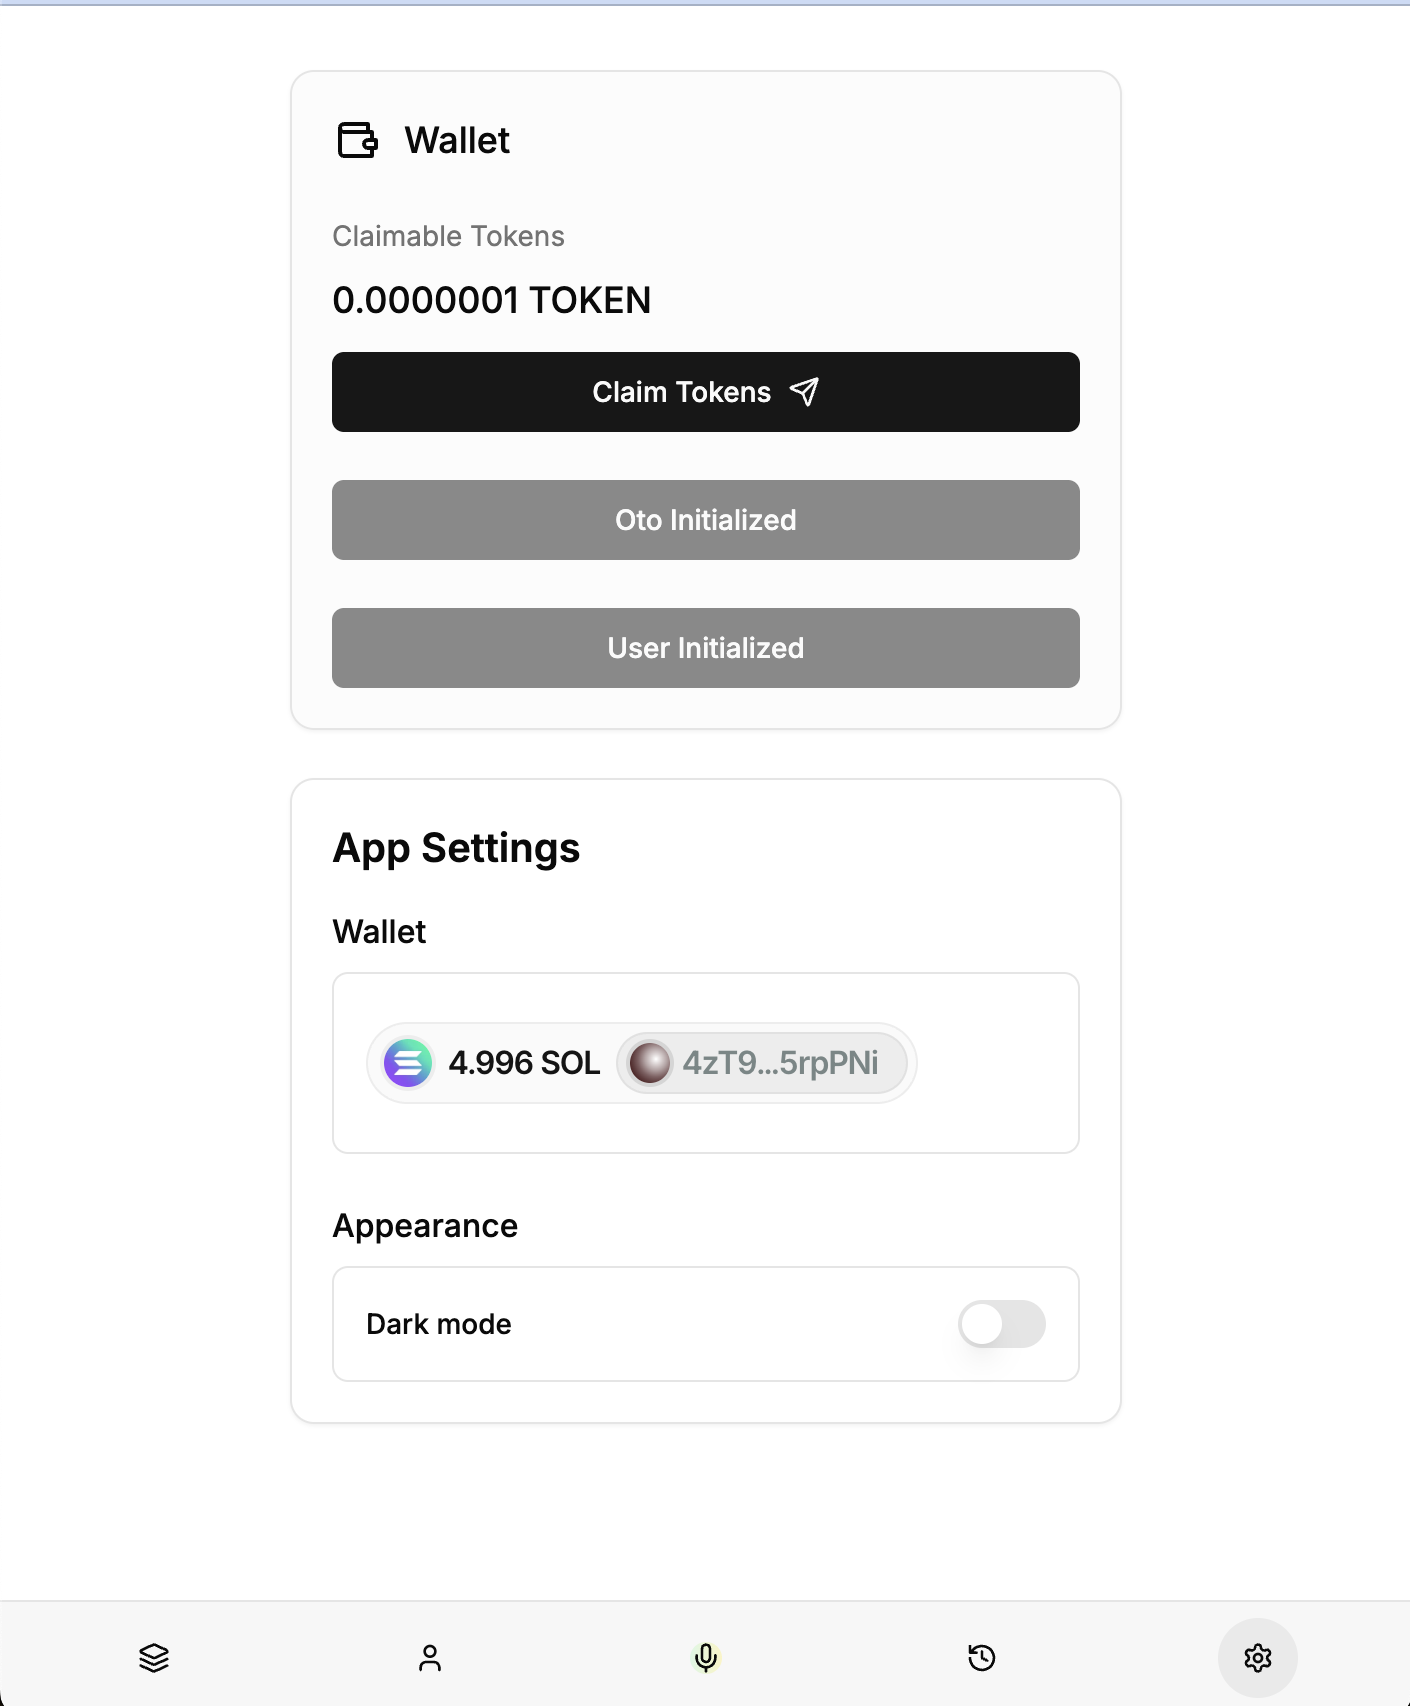 Wallet
Claimable Tokens
0.0000001 TOKEN
Claim Tokens
Oto Initialized
User Initialized
App Settings
Wallet
4.996 SOL 4zT9...5rpPNi
Appearance
Dark mode